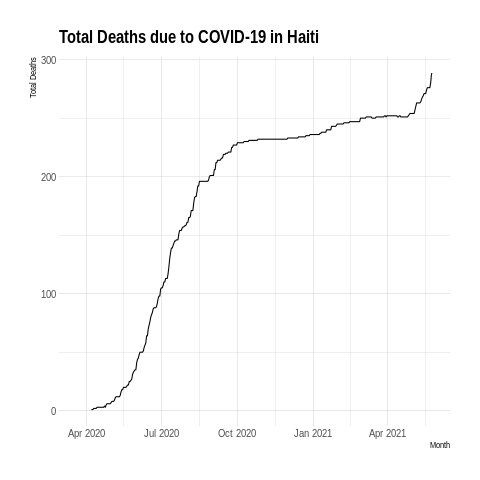 Total Deaths due to COVID-19 in Haiti
Total Deaths
300
200
100
0
Apr 2020 Jul 2020 Oct 2020 Jan 2021 Apr 2021
Month